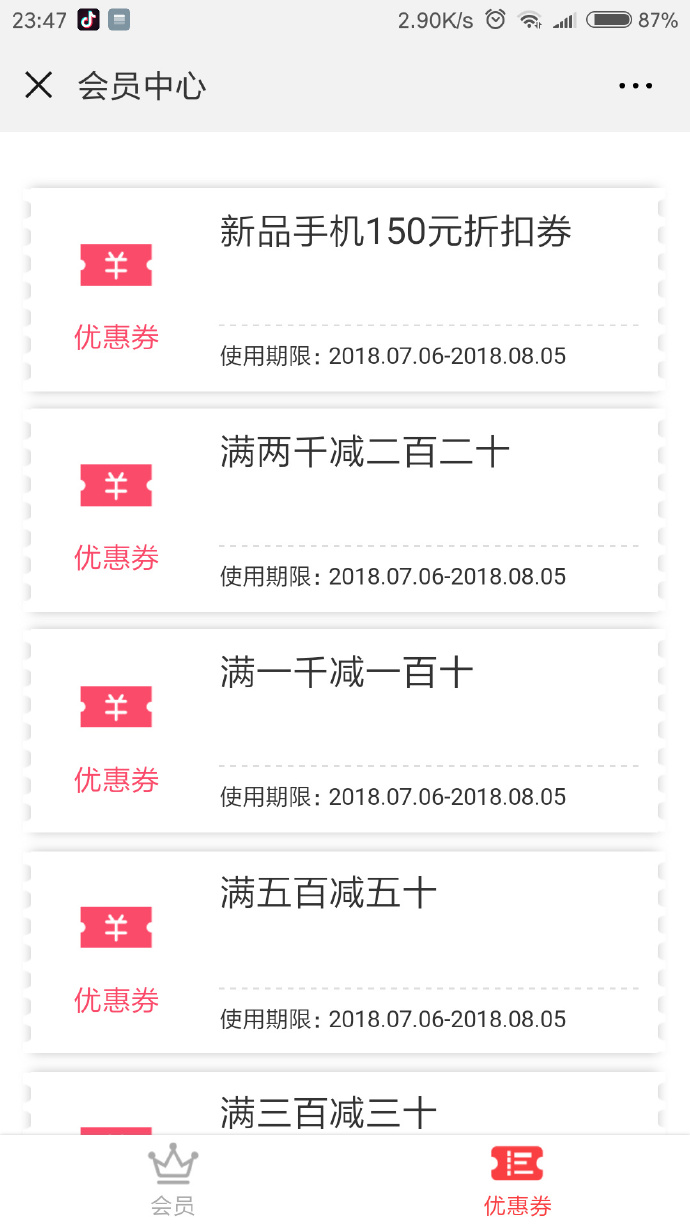 23:47 2.90K/s 87%
会员中心
新品手机150元折扣券
优惠券
使用期限：2018.07.06-2018.08.05
满两千减二百二十
优惠券
使用期限：2018.07.06-2018.08.05
满一千减一百十
优惠券
使用期限：2018.07.06-2018.08.05
满五百减五十
优惠券
使用期限：2018.07.06-2018.08.05
满三百减三十
会员 优惠券